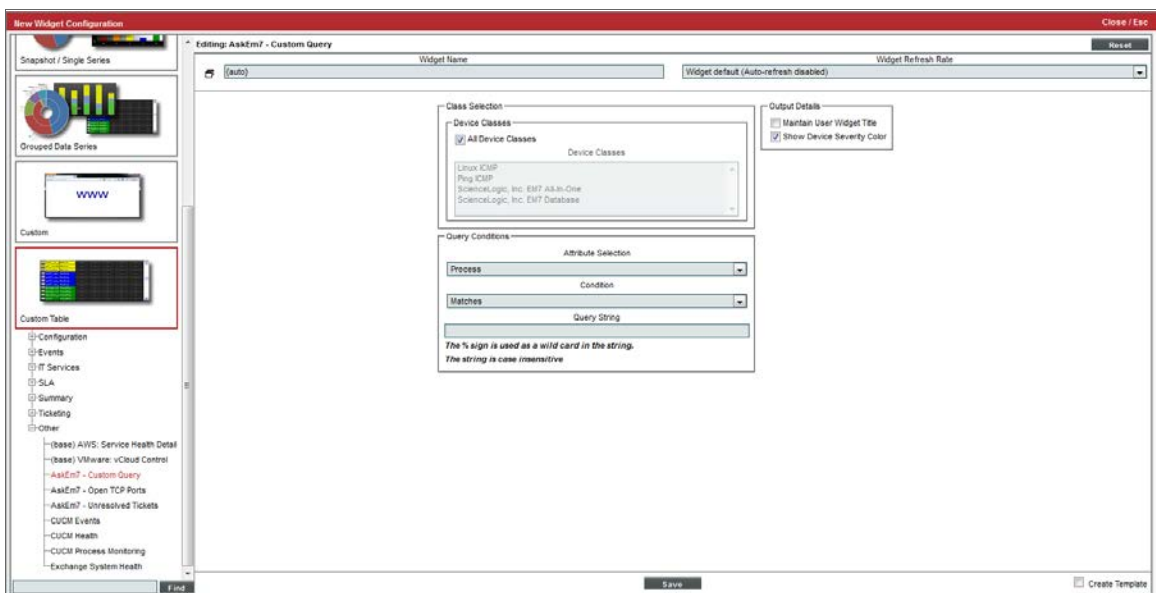 New Widget Configuration
Close / Esc
Snapshot / Single Series
Grouped Data Series
www
Custom
Custom Table
Configuration
Events
IT Services
SLA
Summary
Ticketing
Other
(base) AWS: Service Health Detail
(base) VMware: vCloud Control
AskEm7 - Custom Query
AskEm7 - Open TCP Ports
AskEm7 - Unresolved Tickets
CUCM Events
CUCM Health
CUCM Process Monitoring
Exchange System Health
Find
Editing: AskEm7 - Custom Query
Reset
Widget Name
{auto}
Widget Refresh Rate
Widget default (Auto-refresh disabled)
Class Selection
Device Classes
All Device Classes
Device Classes
Linux ICMP
Ping ICMP
ScienceLogic, Inc. EM7 All-In-One
ScienceLogic, Inc. EM7 Database
Output Details
Maintain User Widget Title
Show Device Severity Color
Query Conditions
Attribute Selection
Process
Condition
Matches
Query String
The % sign is used as a wild card in the string.
The string is case insensitive
Save
Create Template